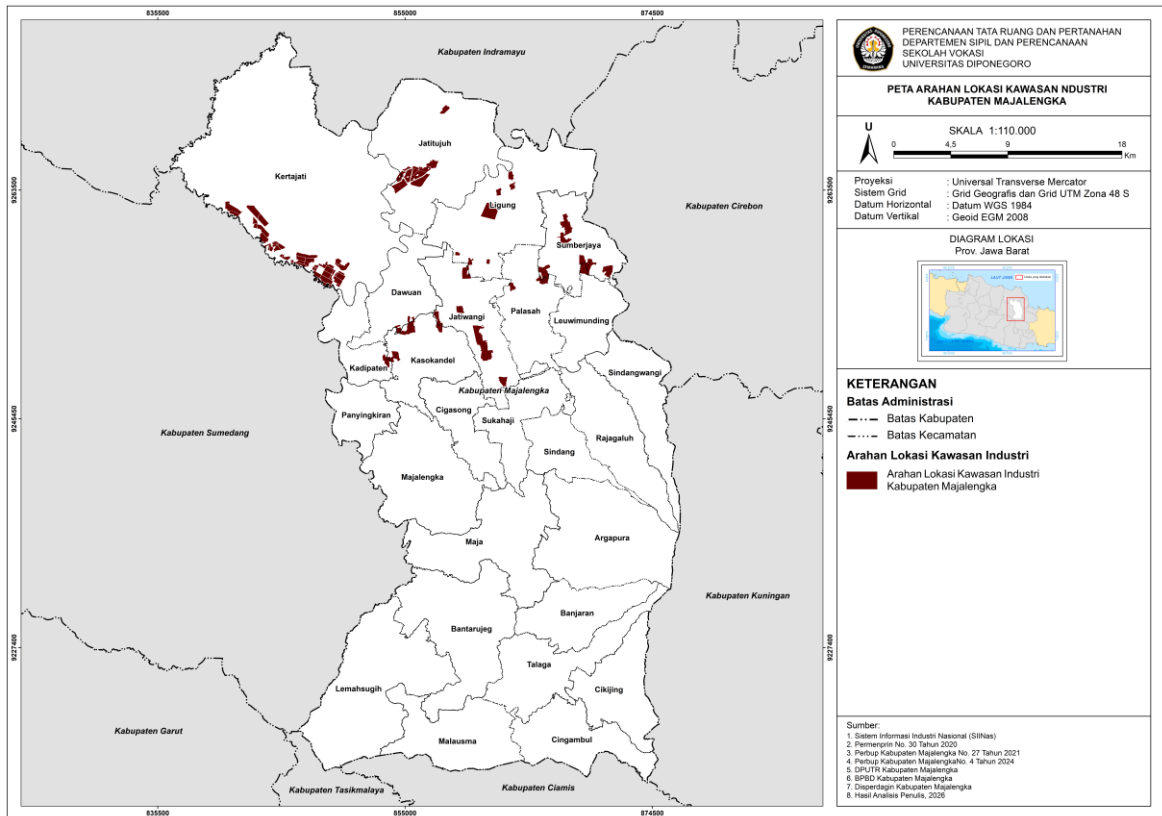 835500
855000
874500
9263500
9245450
9227400
Kabupaten Indramayu
Kabupaten Cirebon
Kabupaten Sumedang
Kabupaten Kuningan
Kabupaten Garut
Kabupaten Tasikmalaya
Kabupaten Ciamis
Kabupaten Majalengka
Jatitujuh
Kertajati
Ligung
Sumberjaya
Dawuan
Jatiwangi
Palasah
Leuwimunding
Kadipaten
Kasokandel
Sindangwangi
Panyingkiran
Cigasong
Sukahaji
Rajagaluh
Sindang
Majalengka
Maja
Argapura
Banjaran
Bantarujeg
Talaga
Lemahsugih
Cikijing
Malausma
Cingambul
835500
855000
874500
9263500
9245450
9227400
PERENCANAAN TATA RUANG DAN PERTANAHAN
DEPARTEMEN SIPIL DAN PERENCANAAN
SEKOLAH VOKASI
UNIVERSITAS DIPONEGORO
PETA ARAHAN LOKASI KAWASAN NDUSTRI
KABUPATEN MAJALENGKA
U
SKALA 1:110.000
0 4,5 9 18
Km
Proyeksi : Universal Transverse Mercator
Sistem Grid : Grid Geografis dan Grid UTM Zona 48 S
Datum Horizontal : Datum WGS 1984
Datum Vertikal : Geoid EGM 2008
DIAGRAM LOKASI
Prov. Jawa Barat
LAUT JAWA
KETERANGAN
Batas Administrasi
Batas Kabupaten
Batas Kecamatan
Arahan Lokasi Kawasan Industri
Arahan Lokasi Kawasan Industri
Kabupaten Majalengka
Sumber:
1. Sistem Informasi Industri Nasional (SIINas)
2. Permenprin No. 30 Tahun 2020
3. Perbup Kabupaten Majalengka No. 27 Tahun 2021
4. Perbup Kabupaten MajalengkaNo. 4 Tahun 2024
5. DPUTR Kabupaten Majalengka
6. BPBD Kabupaten Majalengka
7. Disperdagin Kabupaten Majalengka
8. Hasil Analisis Penulis, 2026